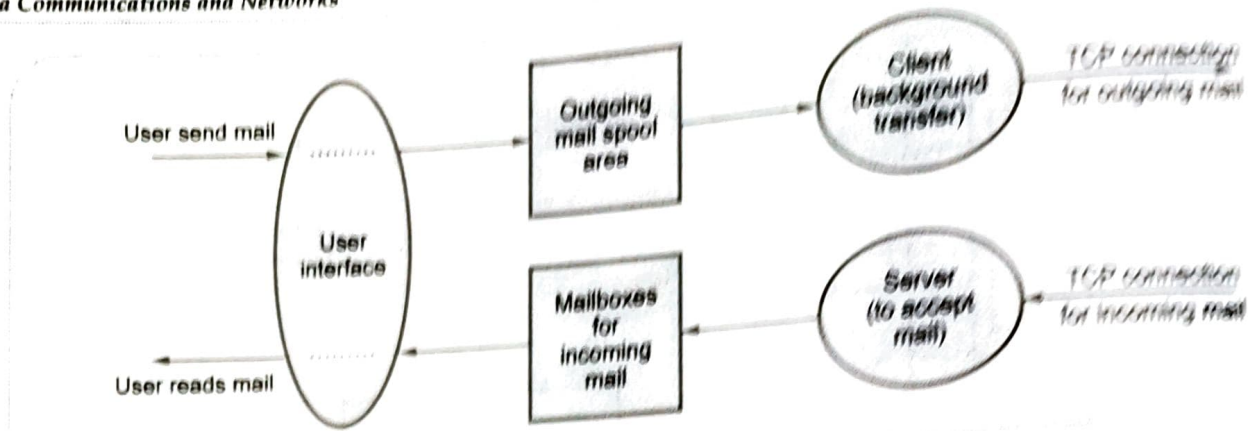 a Communications and Networks
User send mail
User
interface
User reads mail
Outgoing
mail spool
area
Client
(background
transfer)
TCP connection
for outgoing mail
Mailboxes
for
incoming
mail
Server
(to accept
mail)
TCP connection
for incoming mail